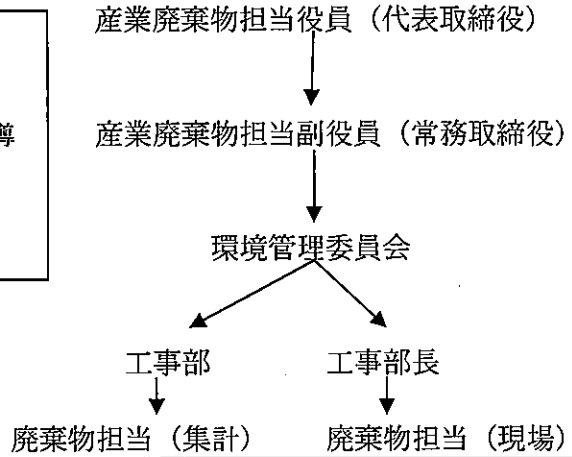 産業廃棄物担当役員（代表取締役）
産業廃棄物担当副役員（常務取締役）
環境管理委員会
工事部　工事部長
廃棄物担当（集計）　廃棄物担当（現場）